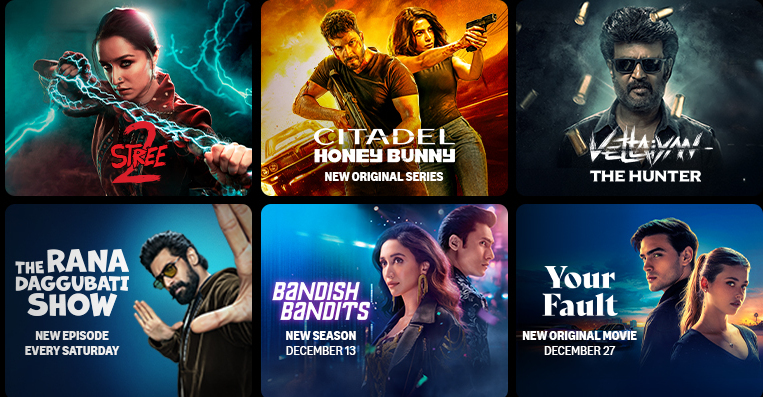 STREE
2
CITADEL
HONEY BUNNY
NEW ORIGINAL SERIES
VETTAIYAN
THE HUNTER
THE RANA
DAGGUBATI
SHOW
NEW EPISODE
EVERY SATURDAY
BANDISH
BANDITS
NEW SEASON
DECEMBER 13
Your
Fault
NEW ORIGINAL MOVIE
DECEMBER 27